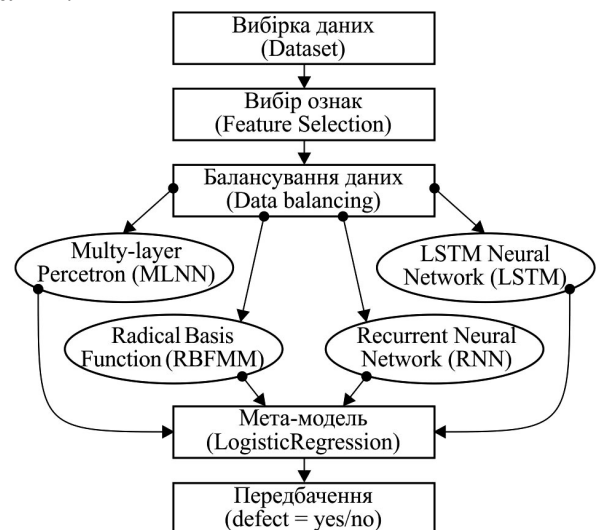 Вибірка даних
(Dataset)
Вибір ознак
(Feature Selection)
Балансування даних
(Data balancing)
Multy-layer
Percetron (MLNN)
LSTM Neural
Network (LSTM)
Radical Basis
Function (RBFMM)
Recurrent Neural
Network (RNN)
Мета-модель
(LogisticRegression)
Передбачення
(defect = yes/no)